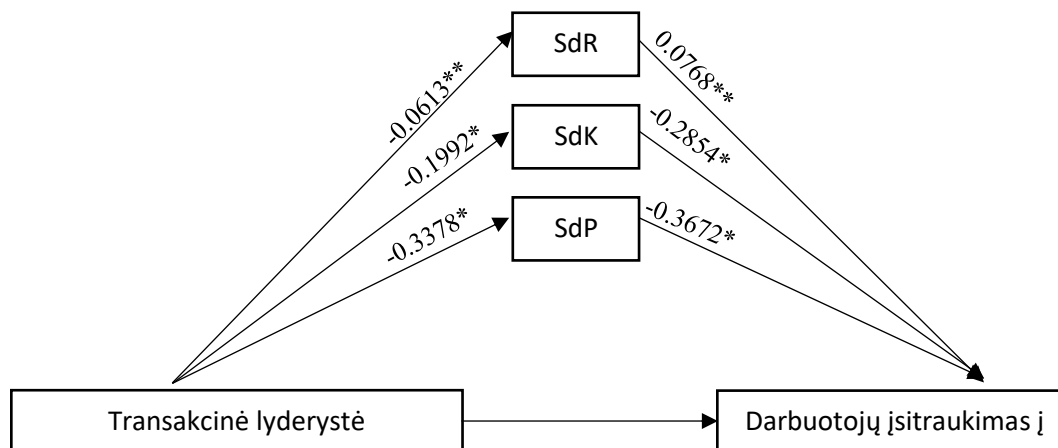 SdR
-0.0613**
0.0768**
SdK
-0.1992*
-0.2854*
SdP
-0.3378*
-0.3672*
Transakcinė lyderystė
Darbuotojų įsitraukimas į